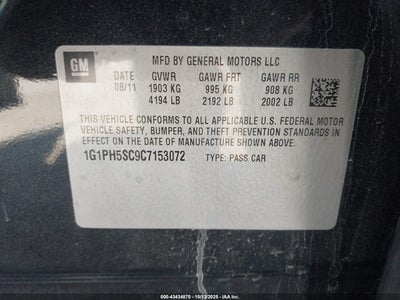 GM
MFD BY GENERAL MOTORS LLC
DATE GVWR GAWR FRT GAWR RR
08/11 1903 KG 995 KG 908 KG
4194 LB 2192 LB 2002 LB
THIS VEHICLE CONFORMS TO ALL APPLICABLE U.S. FEDERAL MOTOR
VEHICLE SAFETY, BUMPER, AND THEFT PREVENTION STANDARDS
IN EFFECT ON THE DATE OF MANUFACTURE SHOWN ABOVE.
1G1PH5SC9C7153072 TYPE: PASS CAR
000-43434870 - 10/13/2025 - I-A-A, Inc.